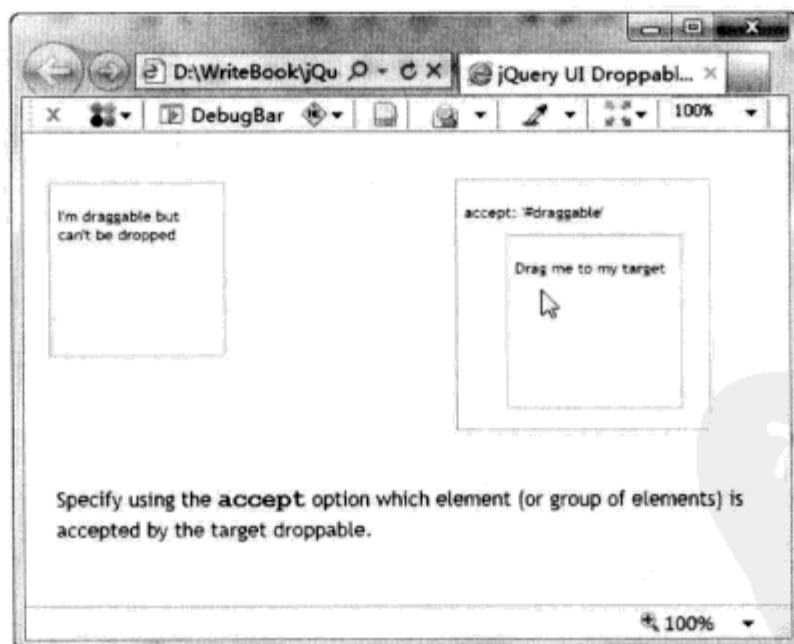 D:\WriteBook\jQu
jQuery UI Droppabl...
DebugBar
100%
I'm draggable but
can't be dropped
accept: '#draggable'
Drag me to my target
Specify using the accept option which element (or group of elements) is
accepted by the target droppable.
100%